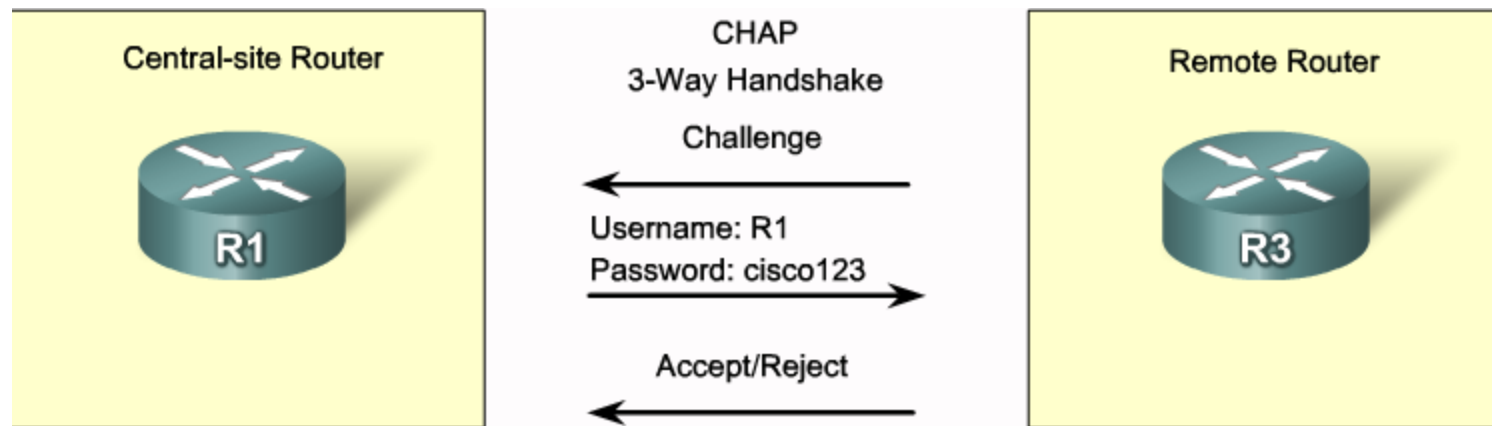 Central-site Router
R1
CHAP
3-Way Handshake
Challenge
Username: R1
Password: cisco123
Accept/Reject
Remote Router
R3